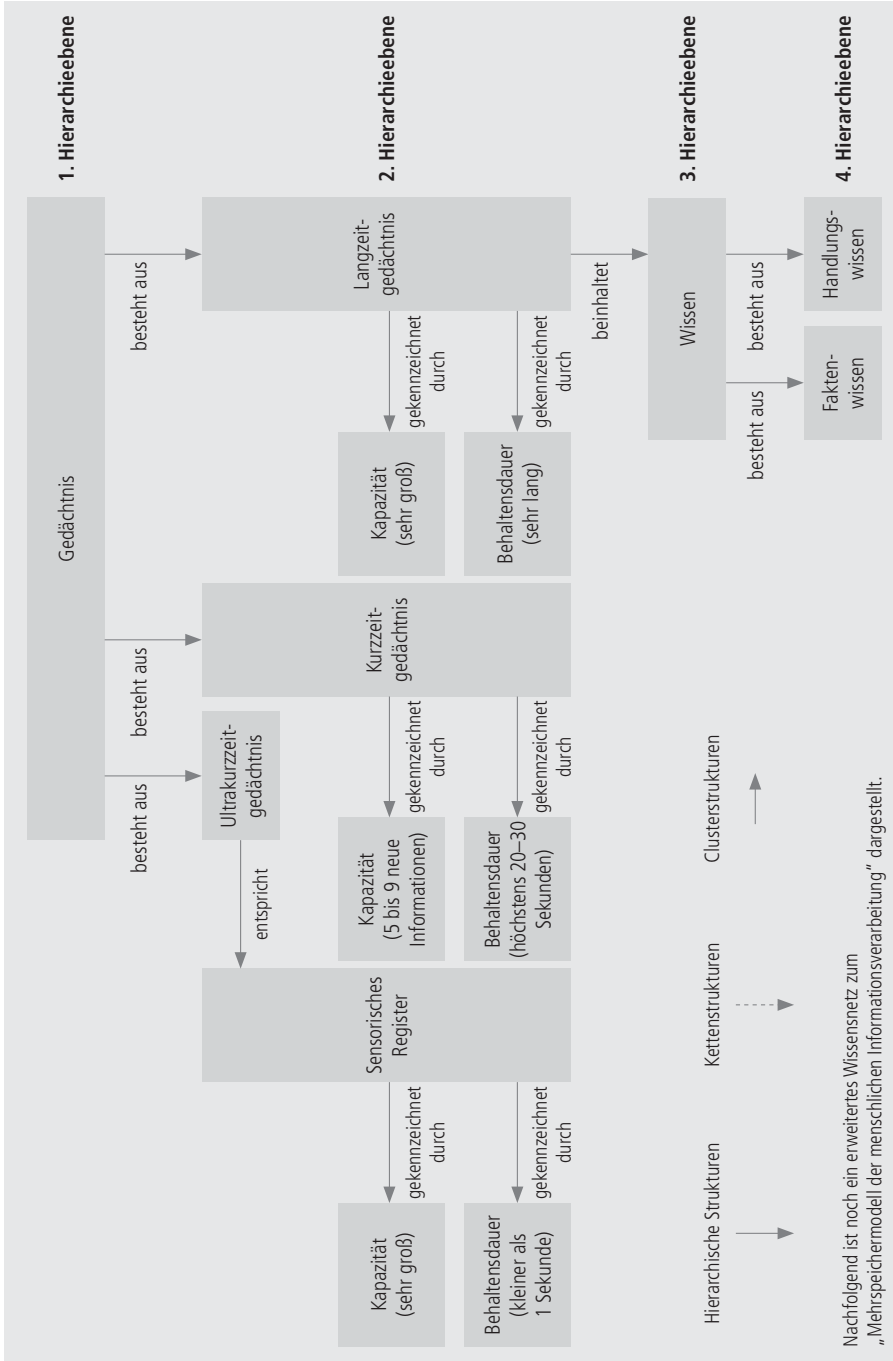 Gedächtnis
1. Hierarchieebene
besteht aus
besteht aus
besteht aus
Ultrakurzzeit-
gedächtnis
entspricht
Sensorisches
Register
gekennzeichnet
durch
Kapazität
(sehr groß)
gekennzeichnet
durch
Behaltensdauer
(kleiner als
1 Sekunde)
Kurzzeit-
gedächtnis
gekennzeichnet
durch
Kapazität
(5 bis 9 neue
Informationen)
gekennzeichnet
durch
Behaltensdauer
(höchstens 20–30
Sekunden)
Langzeit-
gedächtnis
gekennzeichnet
durch
Kapazität
(sehr groß)
gekennzeichnet
durch
Behaltensdauer
(sehr lang)
2. Hierarchieebene
beinhaltet
Wissen
3. Hierarchieebene
besteht aus
besteht aus
Fakten-
wissen
Handlungs-
wissen
4. Hierarchieebene
Hierarchische Strukturen
Kettenstrukturen
Clusterstrukturen
Nachfolgend ist noch ein erweitertes Wissensnetz zum
„Mehrspeichermodell der menschlichen Informationsverarbeitung“ dargestellt.